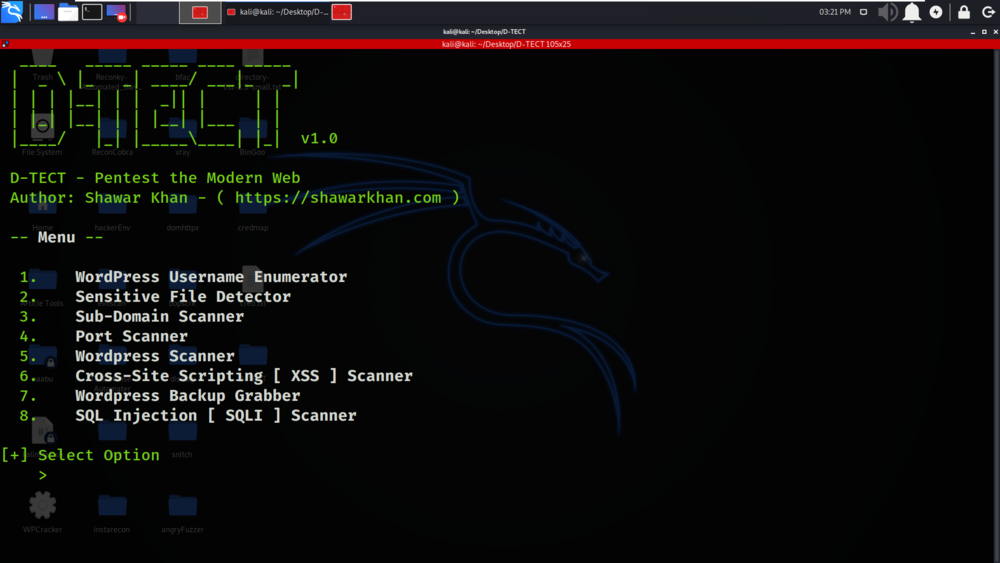 kali@kali: ~/Desktop/D-...
03:21 PM
kali@kali: ~/Desktop/D-TECT
kali@kali: ~/Desktop/D-TECT 105x25
Trash
D-TECT
v1.0
File System
ReconCobra
xray
BinGoo
D-TECT - Pentest the Modern Web
Author: Shawar Khan - ( https://shawarkhan.com )
Home
hackerEnv
domhttpx
credmap
-- Menu --
1. WordPress Username Enumerator
2. Sensitive File Detector
3. Sub-Domain Scanner
4. Port Scanner
5. Wordpress Scanner
6. Cross-Site Scripting [ XSS ] Scanner
7. Wordpress Backup Grabber
8. SQL Injection [ SQLI ] Scanner
[+] Select Option
snitch
>
WPCracker
instarecon
angryFuzzer